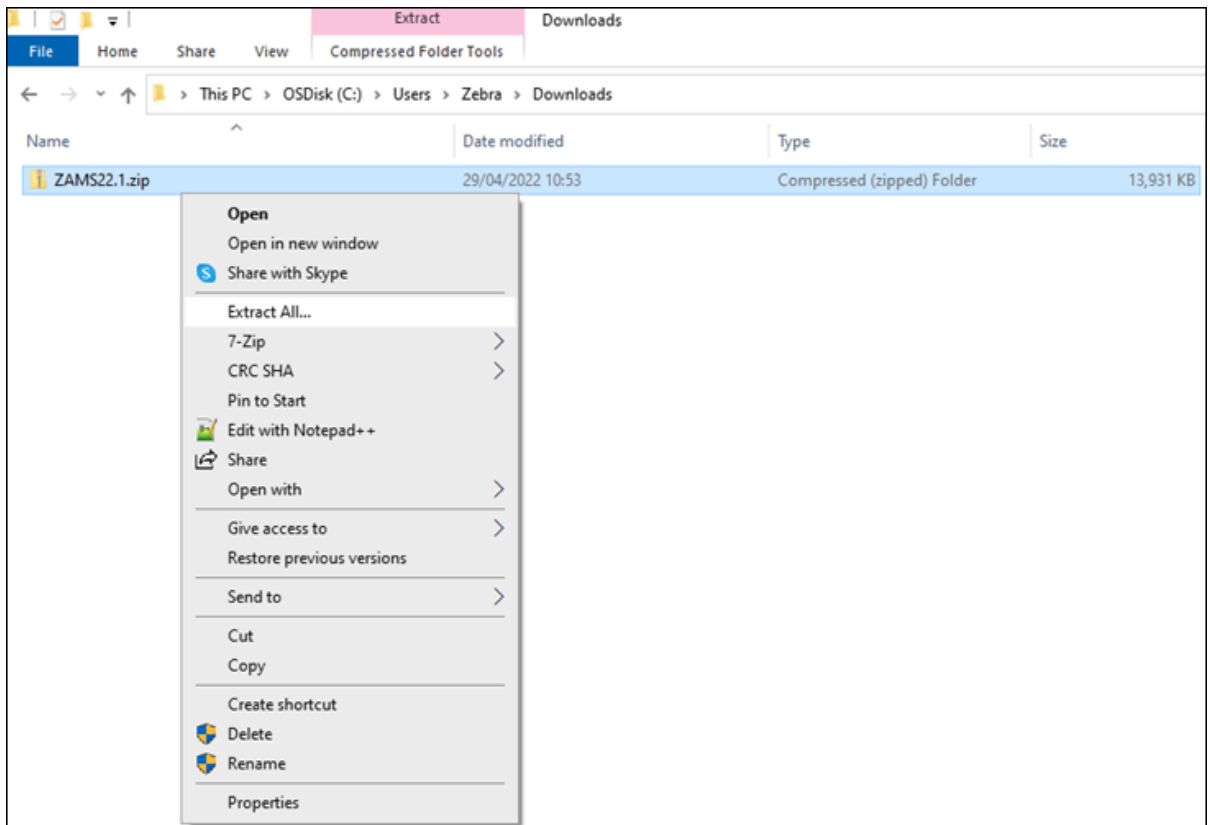 Extract Downloads
File Home Share View Compressed Folder Tools
This PC > OSDisk (C:) > Users > Zebra > Downloads
Name Date modified Type Size
ZAMS22.1.zip 29/04/2022 10:53 Compressed (zipped) Folder 13,931 KB
Open
Open in new window
Share with Skype
Extract All...
7-Zip
CRC SHA
Pin to Start
Edit with Notepad++
Share
Open with
Give access to
Restore previous versions
Send to
Cut
Copy
Create shortcut
Delete
Rename
Properties